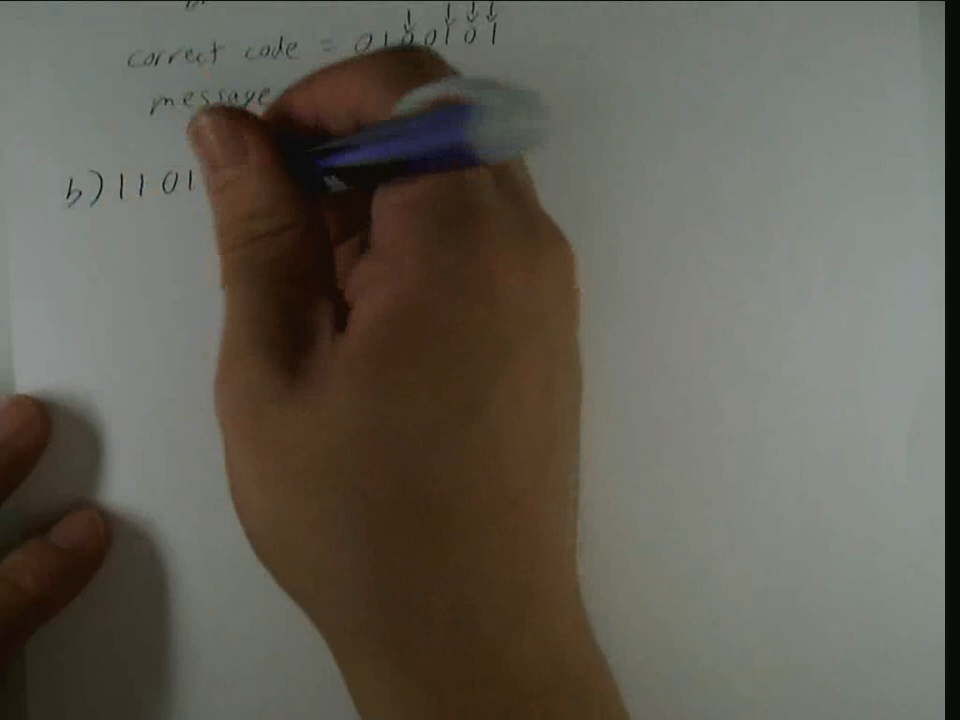 correct code = 0100101
message
b) 1101